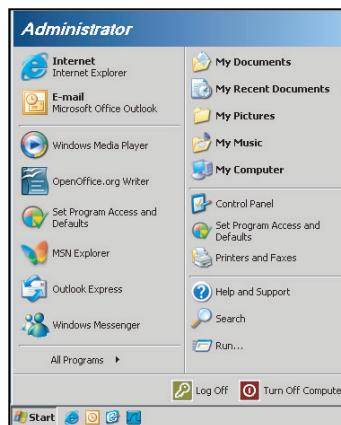 Administrator
Internet
Internet Explorer
E-mail
Microsoft Office Outlook
Windows Media Player
OpenOffice.org Writer
Set Program Access and
Defaults
MSN Explorer
Outlook Express
Windows Messenger
All Programs
My Documents
My Recent Documents
My Pictures
My Music
My Computer
Control Panel
Set Program Access and
Defaults
Printers and Faxes
Help and Support
Search
Run...
Log Off
Turn Off Compute
Start